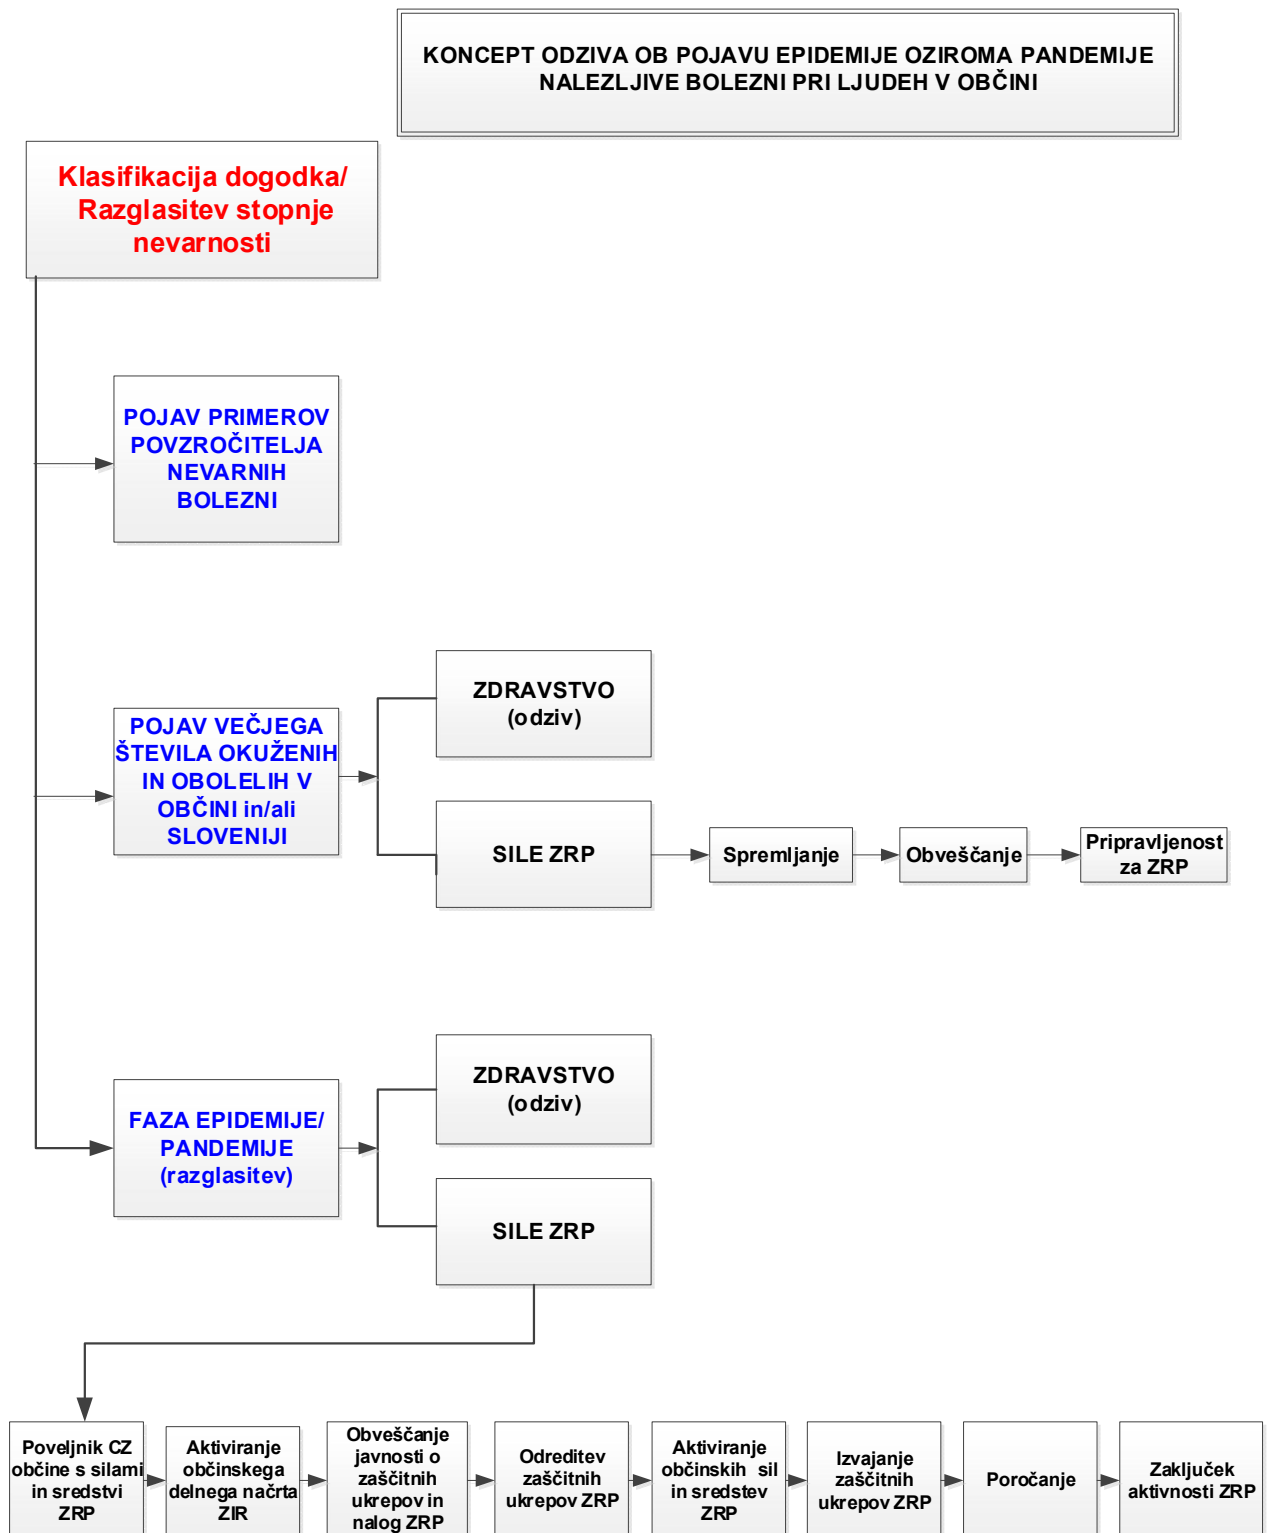 KONCEPT ODZIVA OB POJAVU EPIDEMIJE OZIROMA PANDEMIJE
NALEZLJIVE BOLEZNI PRI LJUDEH V OBČINI
Klasifikacija dogodka/
Razglasitev stopnje
nevarnosti
POJAV PRIMEROV
POVZROČITELJA
NEVARNIH
BOLEZNI
ZDRAVSTVO
(odziv)
POJAV VEČJEGA
ŠTEVILA OKUŽENIH
IN OBOLELIH V
OBČINI in/ali
SLOVENIJI
SILE ZRP
Spremljanje
Obveščanje
Pripravljenost
za ZRP
ZDRAVSTVO
(odziv)
FAZA EPIDEMIJE/
PANDEMIJE
(razglasitev)
SILE ZRP
Poveljnik CZ
občine s silami
in sredstvi
ZRP
Aktiviranje
občinskega
delnega načrta
ZIR
Obveščanje
javnosti o
zaščitnih
ukrepov in
nalog ZRP
Odreditev
zaščitnih
ukrepov ZRP
Aktiviranje
občinskih sil
in sredstev
ZRP
Izvajanje
zaščitnih
ukrepov ZRP
Poročanje
Zaključek
aktivnosti ZRP